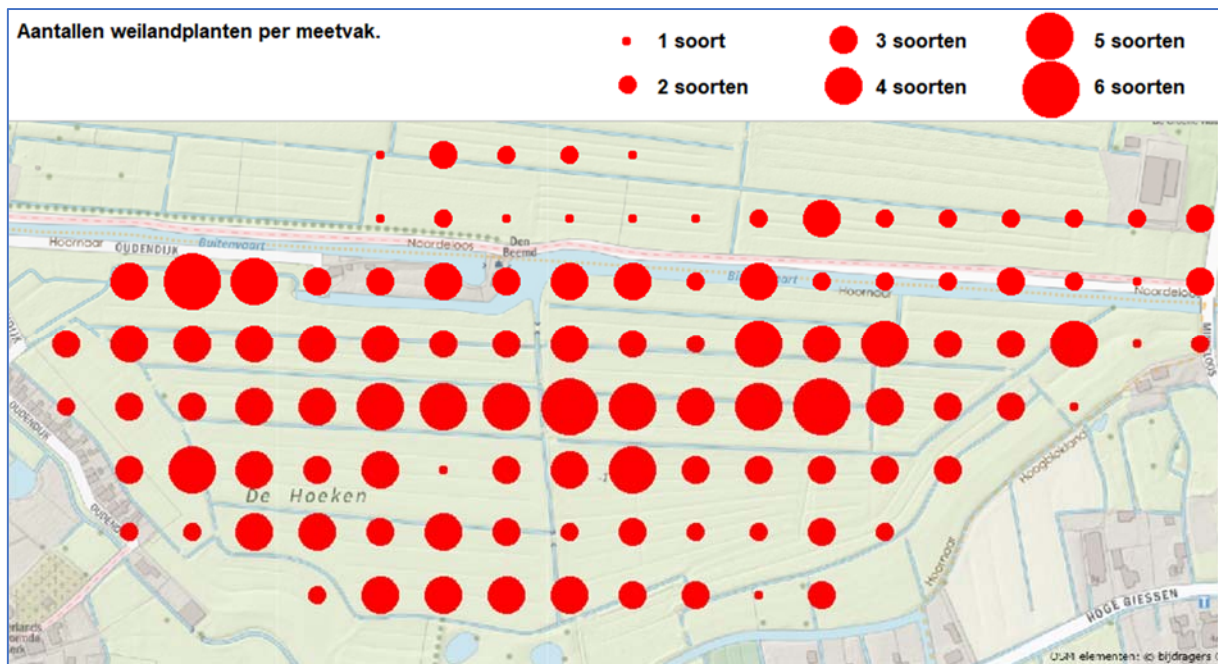 Aantallen weilandplanten per meetvak.
1 soort
3 soorten
5 soorten
2 soorten
4 soorten
6 soorten
Hoornaar
OUDENDIJK
Buitenvaart
Noordeloos
Den
Beemd
Hoornaar
Noordeloos
OUDENDIJK
De Hoeken
OUDENDIJK
Hoogblokland
Hoornaar
HOGE GIESSEN
OSM elementen: © bijdragers